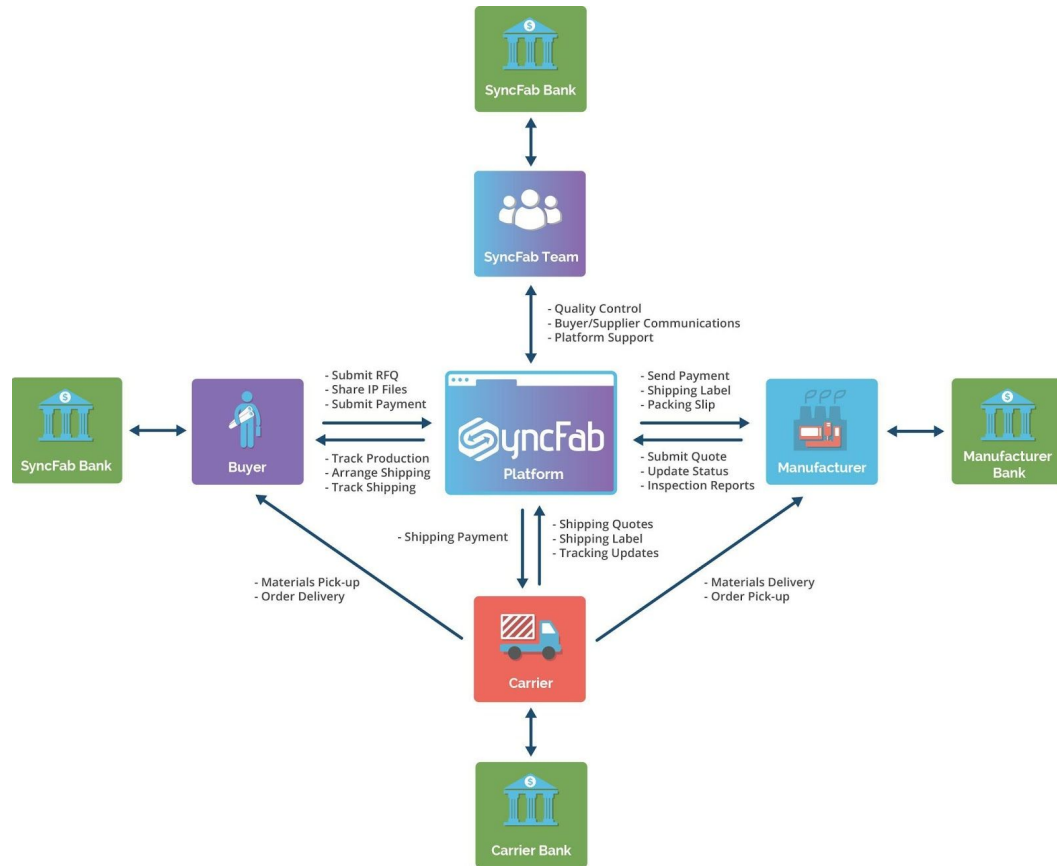 SyncFab Bank
SyncFab Team
- Quality Control
- Buyer/Supplier Communications
- Platform Support
- Submit RFQ
- Share IP Files
- Submit Payment
- Send Payment
- Shipping Label
- Packing Slip
SyncFab Bank
Buyer
SyncFab
Platform
Manufacturer
Manufacturer
Bank
- Track Production
- Arrange Shipping
- Track Shipping
- Submit Quote
- Update Status
- Inspection Reports
- Shipping Payment
- Shipping Quotes
- Shipping Label
- Tracking Updates
- Materials Pick-up
- Order Delivery
- Materials Delivery
- Order Pick-up
Carrier
Carrier Bank